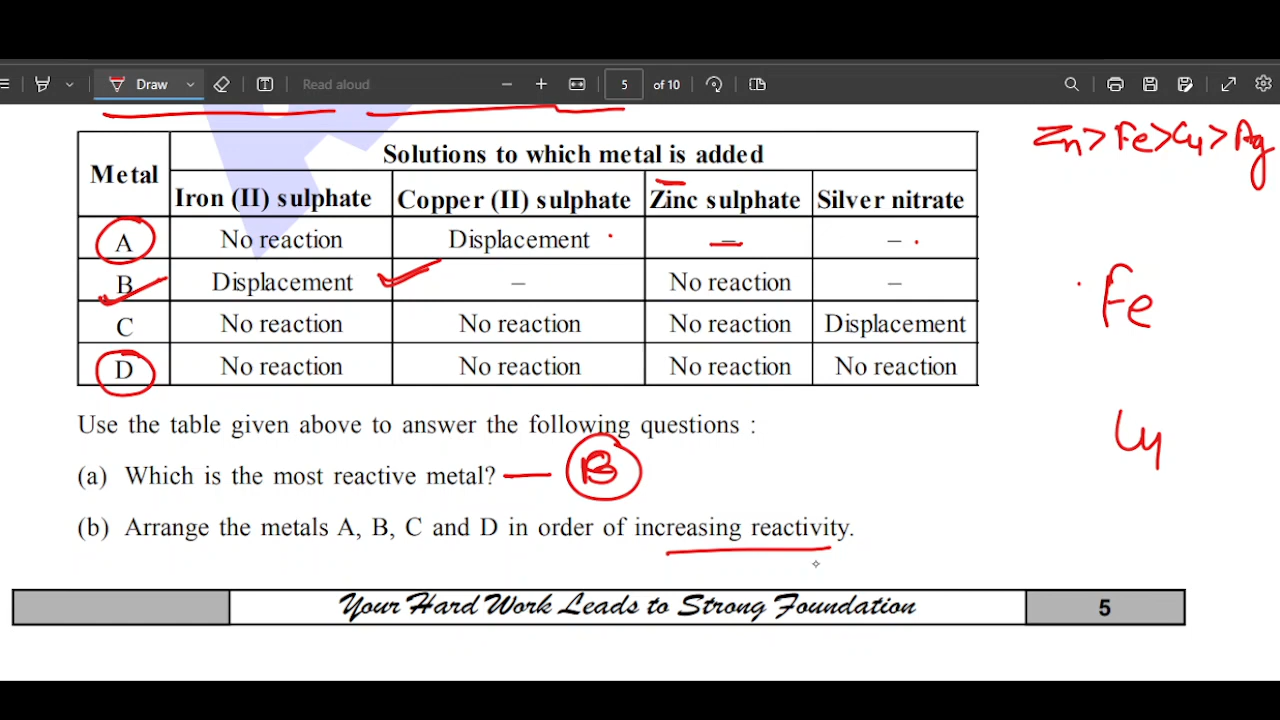 Draw
Read aloud
5 of 10
Zn>Fe>Cu>Ag
Metal
Solutions to which metal is added
Iron (II) sulphate Copper (II) sulphate Zinc sulphate Silver nitrate
A No reaction Displacement – –
B Displacement – No reaction –
C No reaction No reaction No reaction Displacement
D No reaction No reaction No reaction No reaction
Fe
Cu
Use the table given above to answer the following questions :
(a) Which is the most reactive metal? — B
(b) Arrange the metals A, B, C and D in order of increasing reactivity.
Your Hard Work Leads to Strong Foundation
5